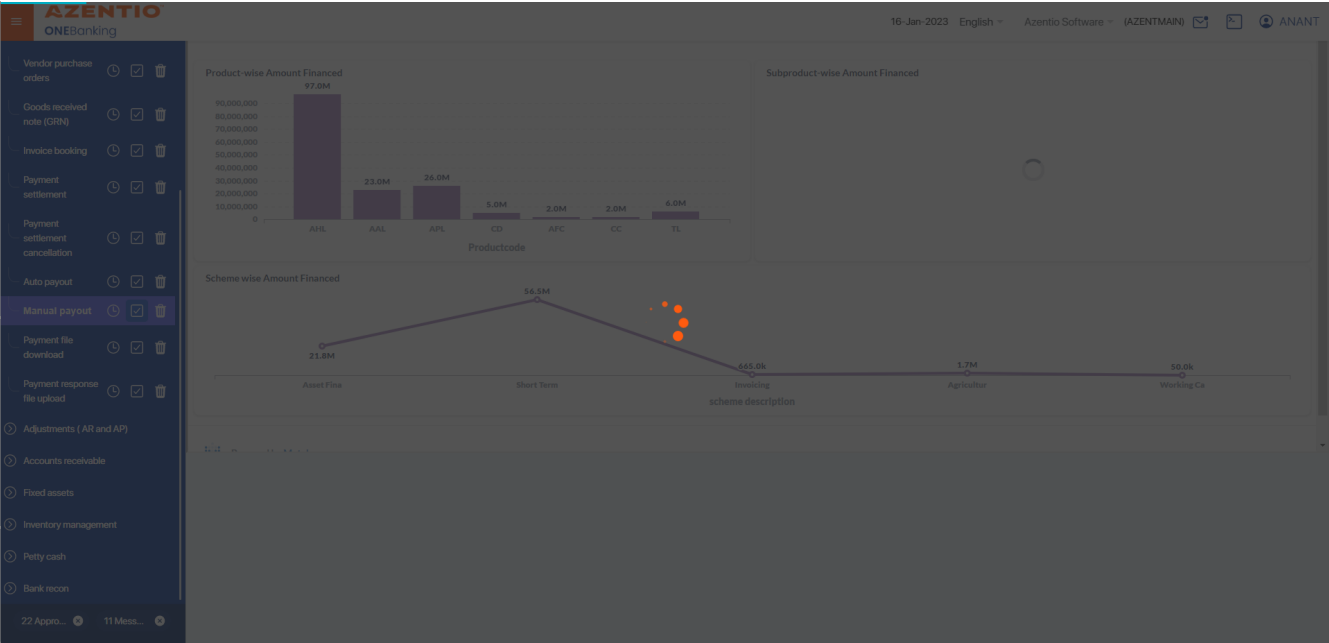 AZENTIO
ONEBanking
16-Jan-2023 English Azentio Software (AZENTMAIN) ANANT
Vendor purchase
orders
Goods received
note (GRN)
Invoice booking
Payment
settlement
Payment
settlement
cancellation
Auto payout
Manual payout
Payment file
download
Payment response
file upload
Adjustments ( AR and AP)
Accounts receivable
Fixed assets
Inventory management
Petty cash
Bank recon
22 Appro... 11 Mess...
Product-wise Amount Financed
97.0M
90,000,000
80,000,000
70,000,000
60,000,000
50,000,000
40,000,000
30,000,000
20,000,000
10,000,000
0
23.0M 26.0M 5.0M 2.0M 2.0M 6.0M
AHL AAL APL CD AFC CC TL
Productcode
Subproduct-wise Amount Financed
Scheme wise Amount Financed
21.8M 56.5M 665.0k 1.7M 50.0k
Asset Fina Short Term Invoicing Agricultur Working Ca
scheme description